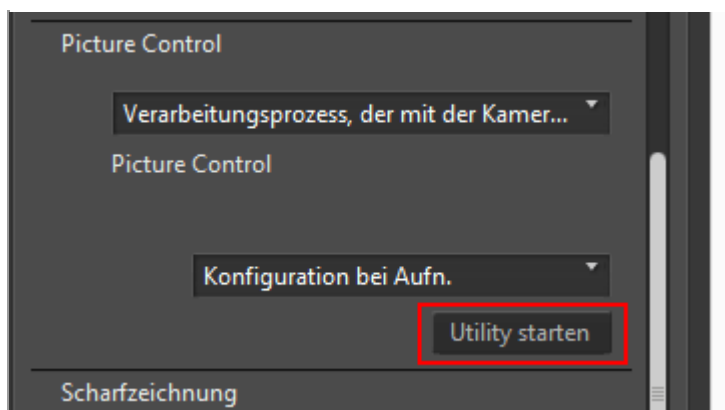 Picture Control
Verarbeitungsprozess, der mit der Kamer...
Picture Control
Konfiguration bei Aufn.
Utility starten
Scharfzeichnung